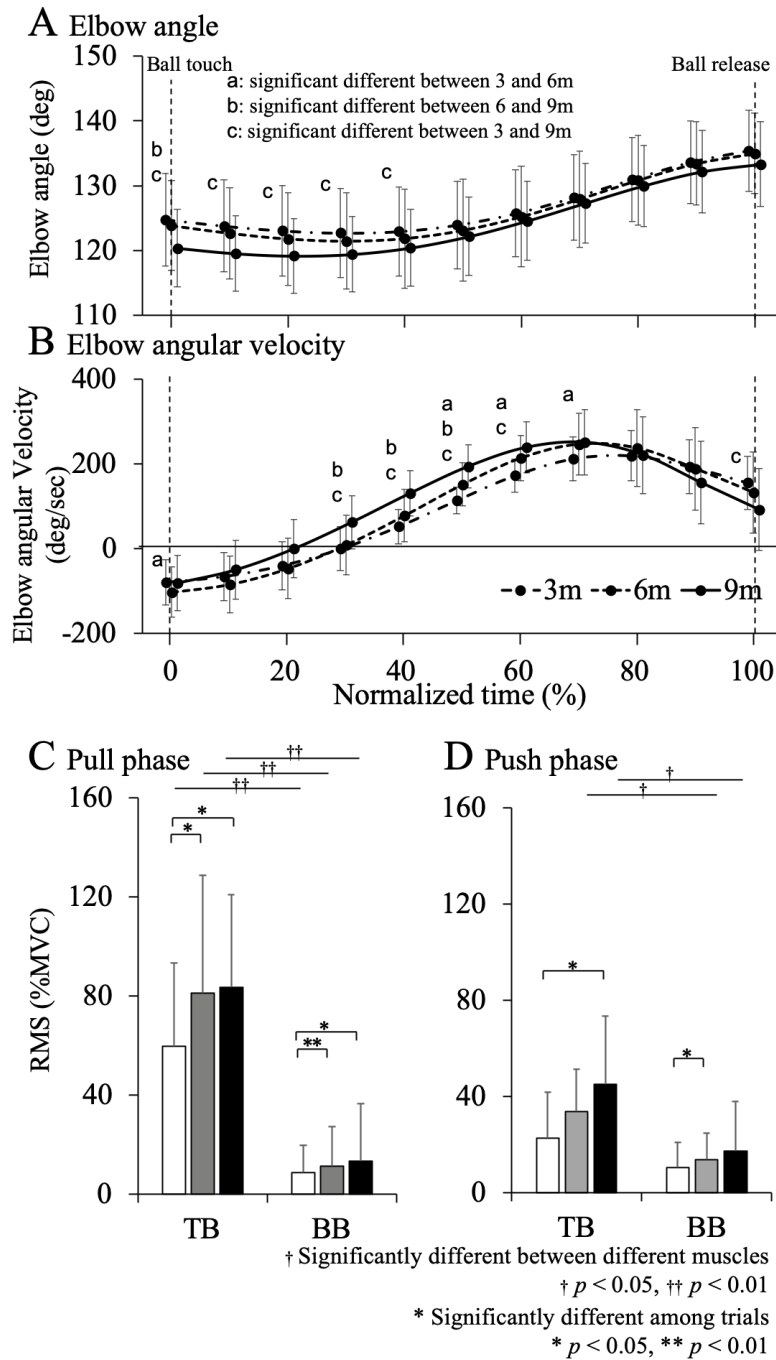 A Elbow angle
Ball touch
Ball release
a: significant different between 3 and 6m
b: significant different between 6 and 9m
c: significant different between 3 and 9m
Elbow angle (deg)
150
140
130
120
110
b
c
c
c
c
c
B Elbow angular velocity
Elbow angular Velocity
(deg/sec)
400
200
0
-200
a
b
c
b
c
a
b
c
a
c
a
c
3m 6m 9m
0 20 40 60 80 100
Normalized time (%)
C Pull phase
††
††
††
RMS (%MVC)
160
120
80
40
0
*
*
*
**
TB BB
D Push phase
†
†
160
120
80
40
0
*
*
TB BB
† Significantly different between different muscles
† p < 0.05, †† p < 0.01
* Significantly different among trials
* p < 0.05, ** p < 0.01